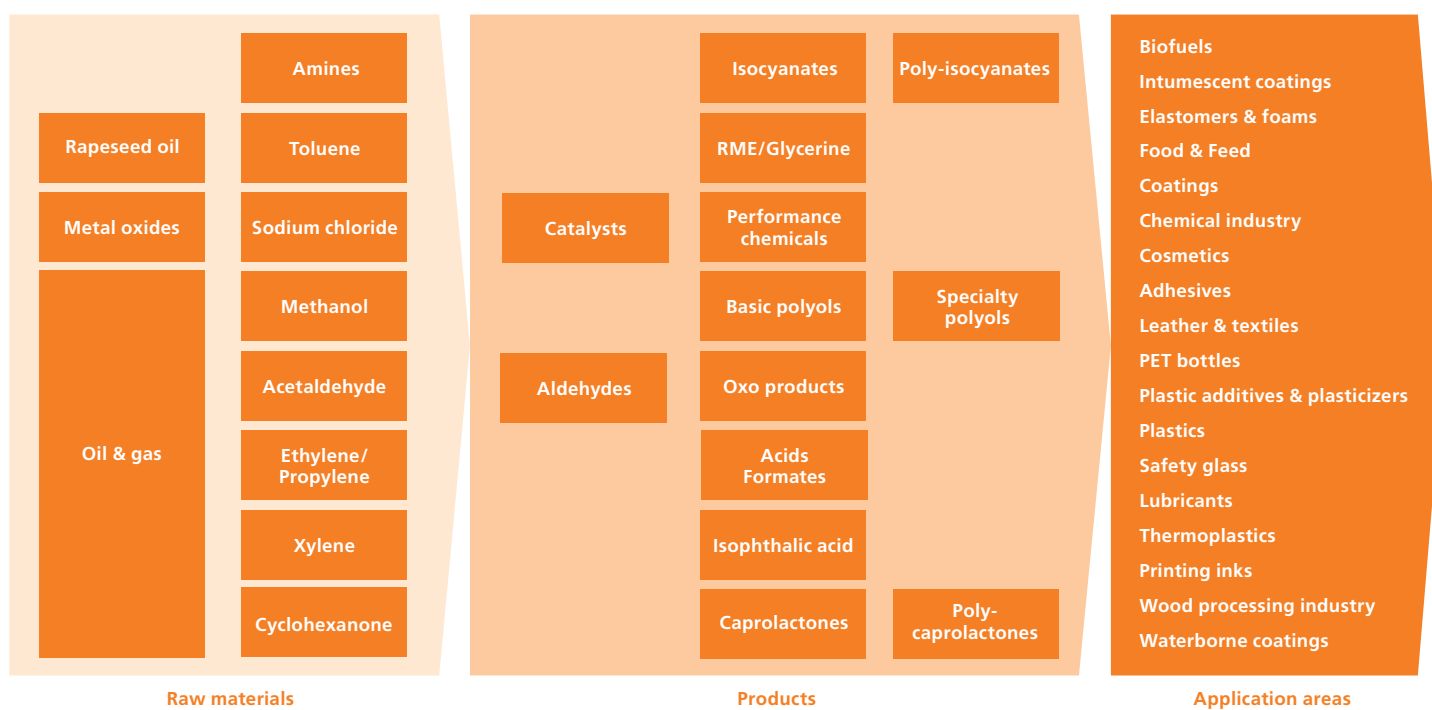 Rapeseed oil
Metal oxides
Oil & gas
Amines
Toluene
Sodium chloride
Methanol
Acetaldehyde
Ethylene/
Propylene
Xylene
Cyclohexanone
Raw materials
Catalysts
Aldehydes
Isocyanates
RME/Glycerine
Performance
chemicals
Basic polyols
Oxo products
Acids
Formates
Isophthalic acid
Caprolactones
Poly-isocyanates
Specialty
polyols
Poly-
caprolactones
Products
Biofuels
Intumescent coatings
Elastomers & foams
Food & Feed
Coatings
Chemical industry
Cosmetics
Adhesives
Leather & textiles
PET bottles
Plastic additives & plasticizers
Plastics
Safety glass
Lubricants
Thermoplastics
Printing inks
Wood processing industry
Waterborne coatings
Application areas